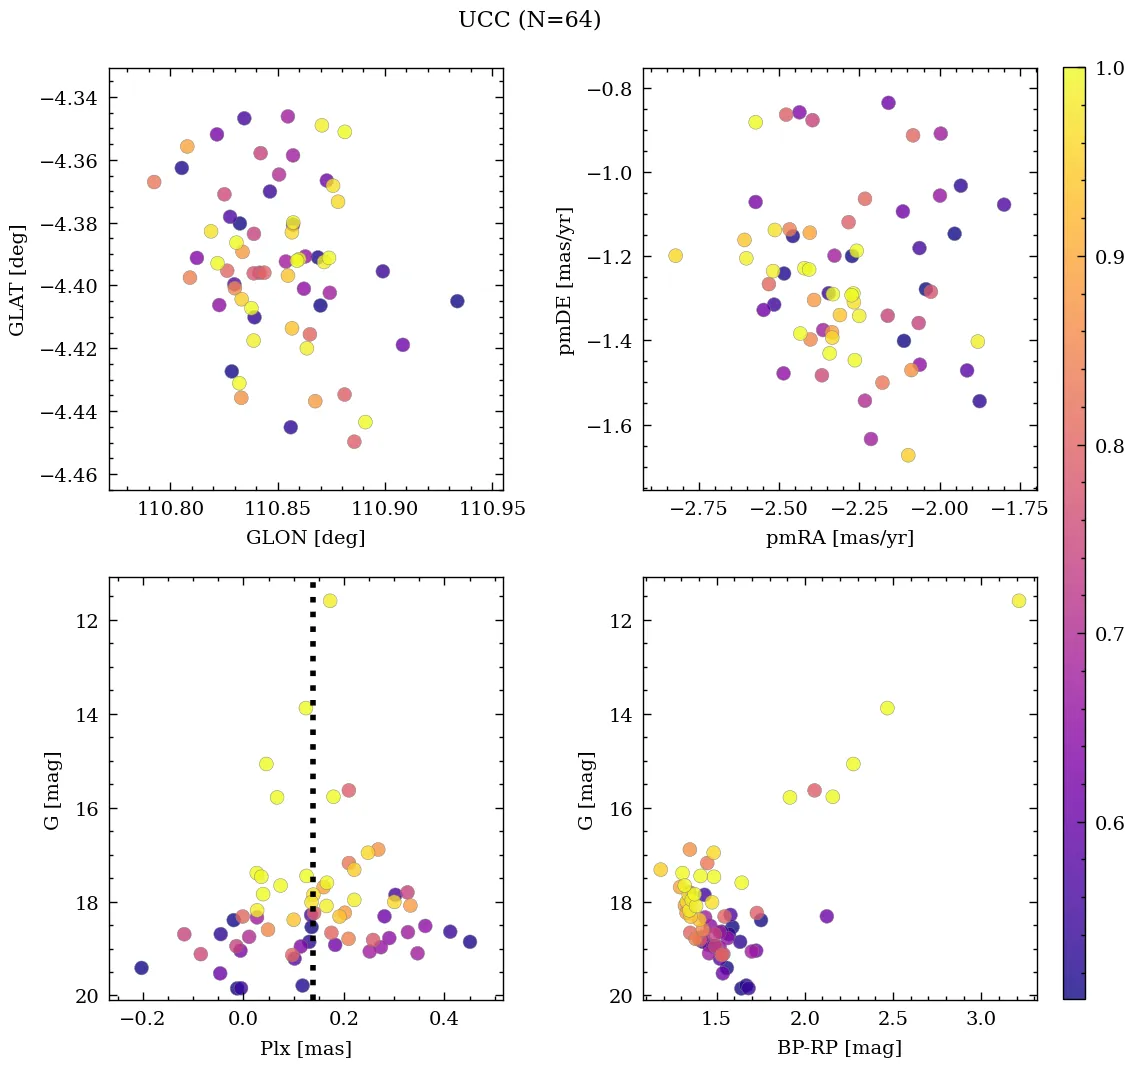 UCC (N=64)
−4.34
−4.36
−4.38
−4.40
−4.42
−4.44
−4.46
GLAT [deg]
110.80 110.85 110.90 110.95
GLON [deg]
−0.8
−1.0
−1.2
−1.4
−1.6
pmDE [mas/yr]
−2.75 −2.50 −2.25 −2.00 −1.75
pmRA [mas/yr]
12
14
16
18
20
G [mag]
−0.2 0.0 0.2 0.4
Plx [mas]
12
14
16
18
20
G [mag]
1.5 2.0 2.5 3.0
BP-RP [mag]
1.0
0.9
0.8
0.7
0.6